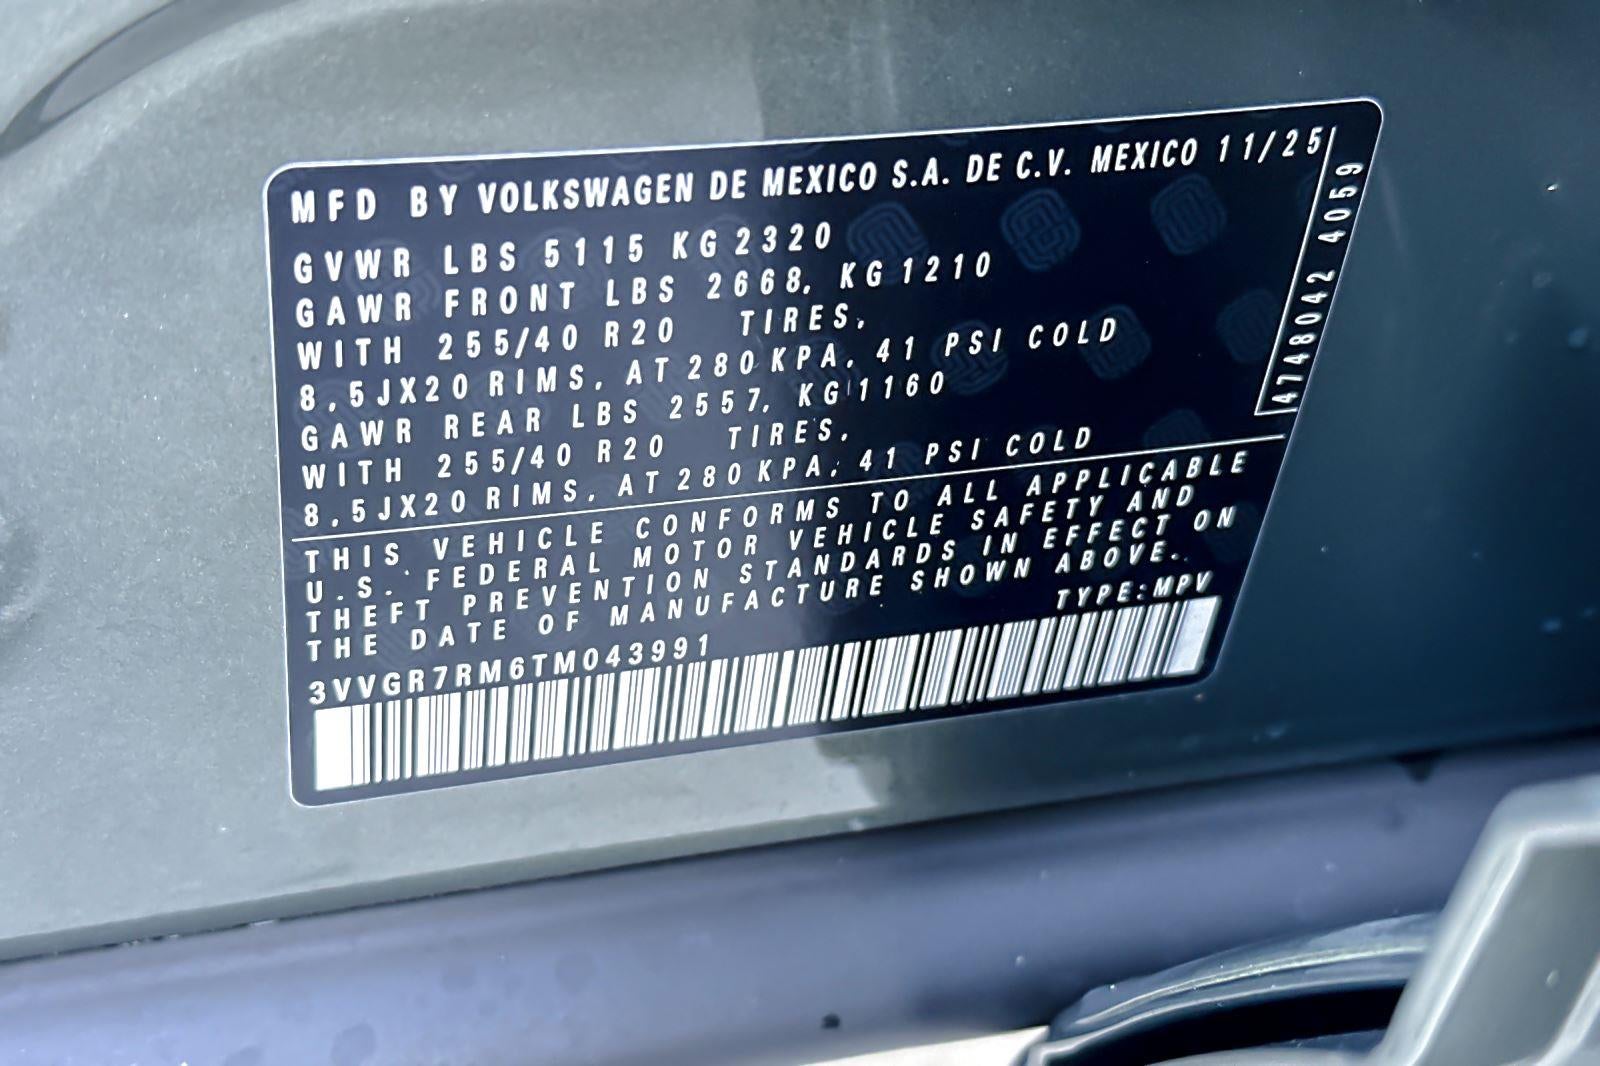 MFD BY VOLKSWAGEN DE MEXICO S.A. DE C.V. MEXICO 11/25
GVWR LBS 5115 KG 2320
GAWR FRONT LBS 2668, KG 1210
WITH 255/40 R20 TIRES,
8,5JX20 RIMS, AT 280 KPA, 41 PSI COLD
GAWR REAR LBS 2557, KG 1160
WITH 255/40 R20 TIRES,
8,5JX20 RIMS, AT 280 KPA, 41 PSI COLD
4748042 4059
THIS VEHICLE CONFORMS TO ALL APPLICABLE
U.S. FEDERAL MOTOR VEHICLE SAFETY AND
THEFT PREVENTION STANDARDS IN EFFECT ON
THE DATE OF MANUFACTURE SHOWN ABOVE.
TYPE:MPV
3VVGR7RM6TM043991